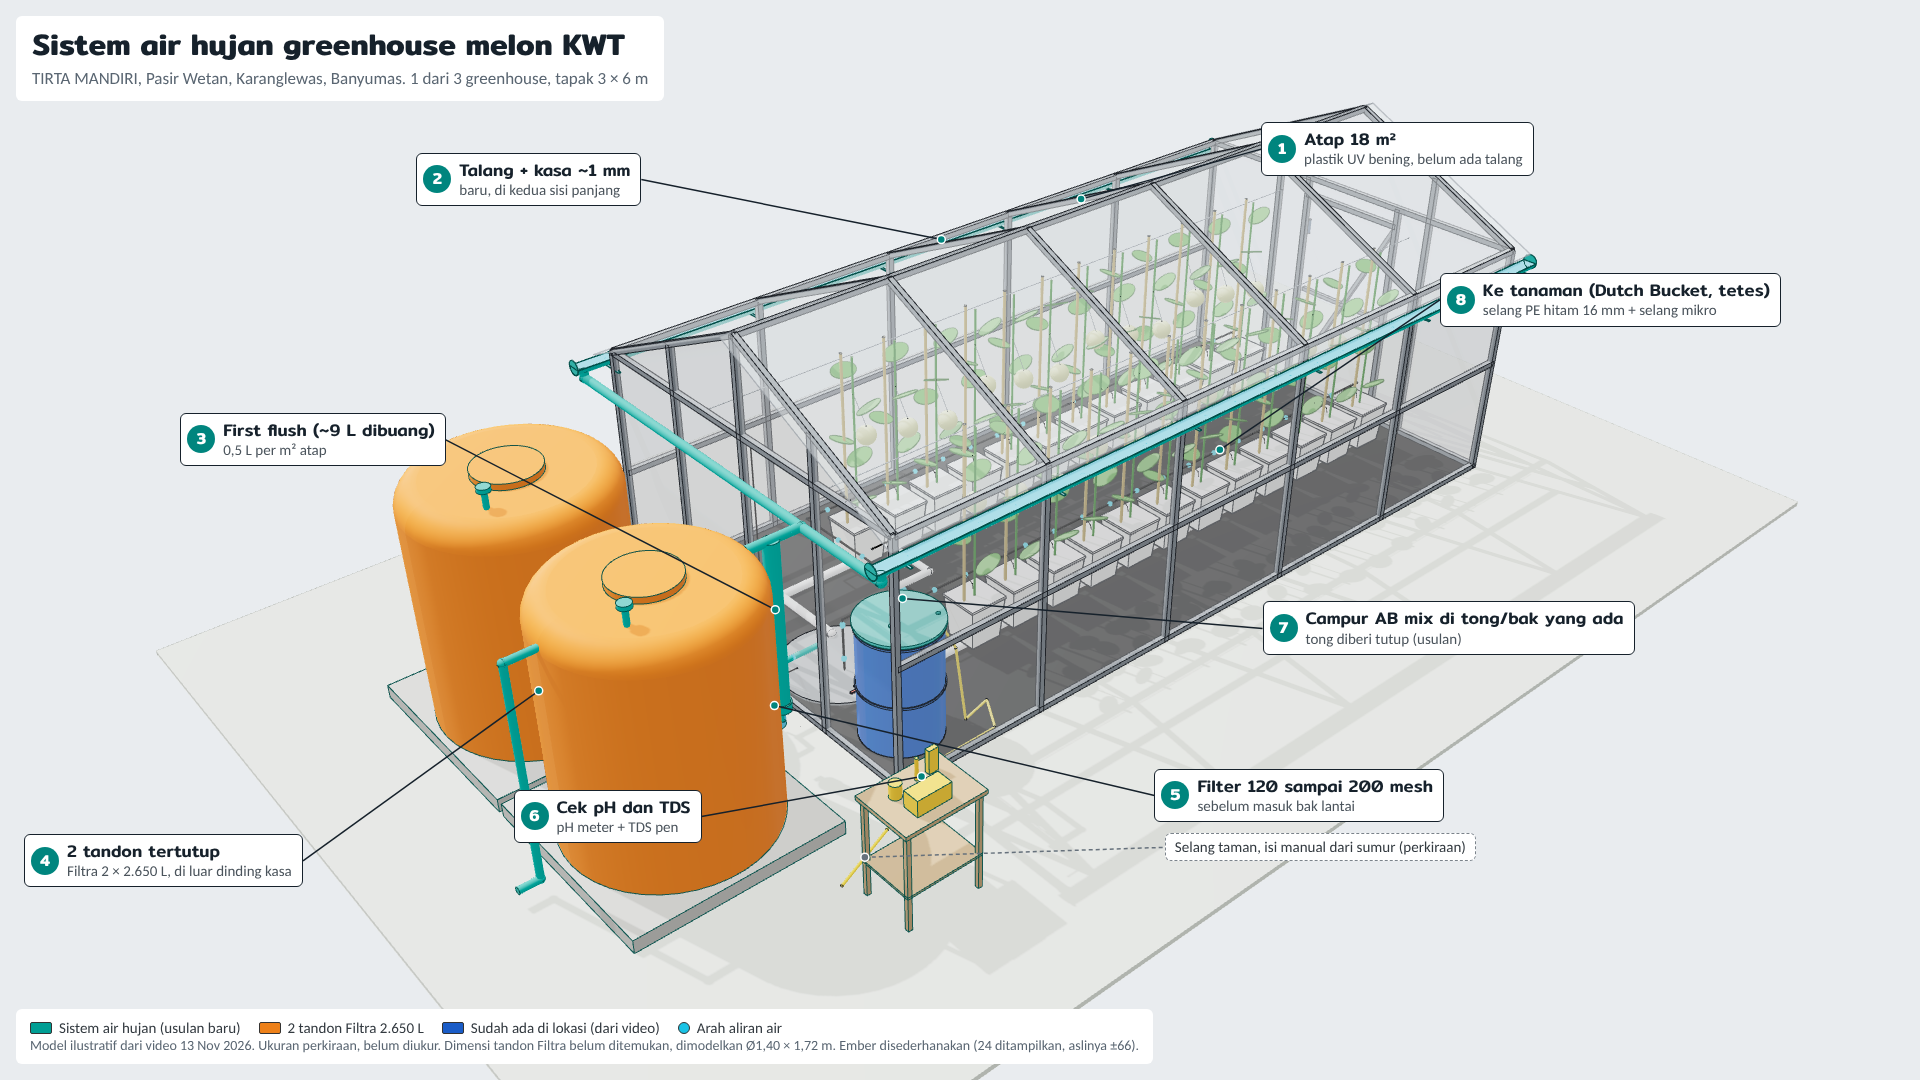 Sistem air hujan greenhouse melon KWT
TIRTA MANDIRI, Pasir Wetan, Karanglewas, Banyumas. 1 dari 3 greenhouse, tapak 3 × 6 m
1 Atap 18 m²
plastik UV bening, belum ada talang
2 Talang + kasa ~1 mm
baru, di kedua sisi panjang
8 Ke tanaman (Dutch Bucket, tetes)
selang PE hitam 16 mm + selang mikro
3 First flush (~9 L dibuang)
0,5 L per m² atap
7 Campur AB mix di tong/bak yang ada
tong diberi tutup (usulan)
5 Filter 120 sampai 200 mesh
sebelum masuk bak lantai
6 Cek pH dan TDS
pH meter + TDS pen
4 2 tandon tertutup
Filtra 2 × 2.650 L, di luar dinding kasa
Selang taman, isi manual dari sumur (perkiraan)
Sistem air hujan (usulan baru) 2 tandon Filtra 2.650 L Sudah ada di lokasi (dari video) Arah aliran air
Model ilustratif dari video 13 Nov 2026. Ukuran perkiraan, belum diukur. Dimensi tandon Filtra belum ditemukan, dimodelkan Ø1,40 × 1,72 m. Ember disederhanakan (24 ditampilkan, aslinya ±66).